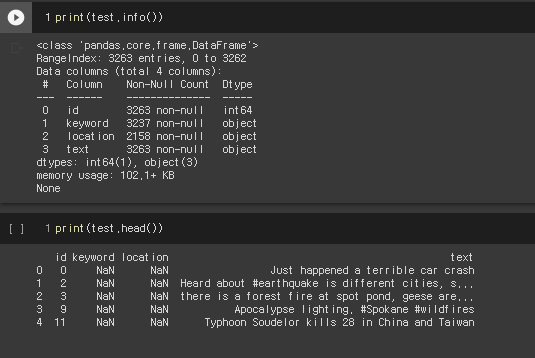 1 print(test.info())
<class 'pandas.core.frame.DataFrame'>
RangeIndex: 3263 entries, 0 to 3262
Data columns (total 4 columns):
 #   Column    Non-Null Count  Dtype
---  ------    --------------  -----
 0   id        3263 non-null   int64
 1   keyword   3237 non-null   object
 2   location  2158 non-null   object
 3   text      3263 non-null   object
dtypes: int64(1), object(3)
memory usage: 102.1+ KB
None
[ ] 1 print(test.head())
   id keyword location                                               text
0   0     NaN      NaN                 Just happened a terrible car crash
1   2     NaN      NaN  Heard about #earthquake is different cities, s...
2   3     NaN      NaN  there is a forest fire at spot pond, geese are...
3   9     NaN      NaN           Apocalypse lighting. #Spokane #wildfires
4  11     NaN      NaN      Typhoon Soudelor kills 28 in China and Taiwan